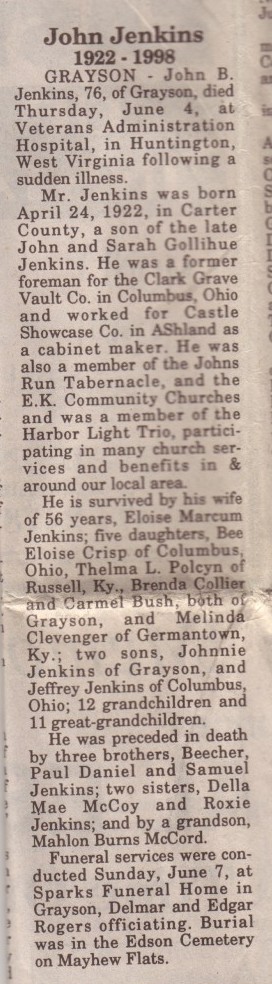 John Jenkins
1922 - 1998
GRAYSON - John B.
Jenkins, 76, of Grayson, died
Thursday, June 4, at
Veterans Administration
Hospital, in Huntington,
West Virginia following a
sudden illness.
Mr. Jenkins was born
April 24, 1922, in Carter
County, a son of the late
John and Sarah Gollihue
Jenkins. He was a former
foreman for the Clark Grave
Vault Co. in Columbus, Ohio
and worked for Castle
Showcase Co. in AShland as
a cabinet maker. He was
also a member of the Johns
Run Tabernacle, and the
E.K. Community Churches
and was a member of the
Harbor Light Trio, partici-
pating in many church ser-
vices and benefits in &
around our local area.
He is survived by his wife
of 56 years, Eloise Marcum
Jenkins; five daughters, Bee
Eloise Crisp of Columbus,
Ohio, Thelma L. Polcyn of
Russell, Ky., Brenda Collier
and Carmel Bush, both of
Grayson, and Melinda
Clevenger of Germantown,
Ky.; two sons, Johnnie
Jenkins of Grayson, and
Jeffrey Jenkins of Columbus,
Ohio; 12 grandchildren and
11 great-grandchildren.
He was preceded in death
by three brothers, Beecher,
Paul Daniel and Samuel
Jenkins; two sisters, Della
Mae McCoy and Roxie
Jenkins; and by a grandson,
Mahlon Burns McCord.
Funeral services were con-
ducted Sunday, June 7, at
Sparks Funeral Home in
Grayson, Delmar and Edgar
Rogers officiating. Burial
was in the Edson Cemetery
on Mayhew Flats.